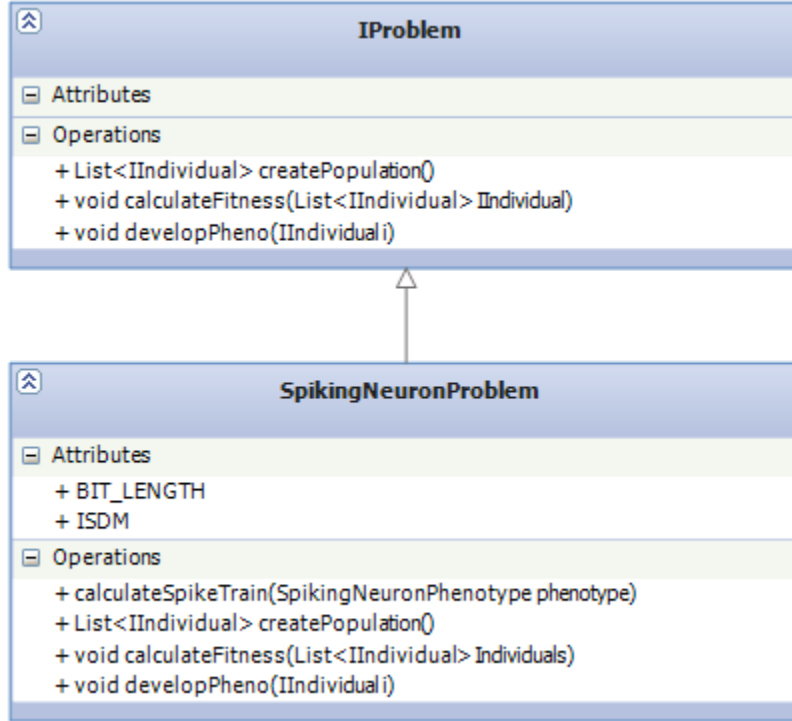 IProblem
Attributes
Operations
+ List<IIndividual> createPopulation()
+ void calculateFitness(List<IIndividual> IIndividual)
+ void developPheno(IIndividual i)
SpikingNeuronProblem
Attributes
+ BIT_LENGTH
+ ISDM
Operations
+ calculateSpikeTrain(SpikingNeuronPhenotype phenotype)
+ List<IIndividual> createPopulation()
+ void calculateFitness(List<IIndividual> Individuals)
+ void developPheno(IIndividual i)